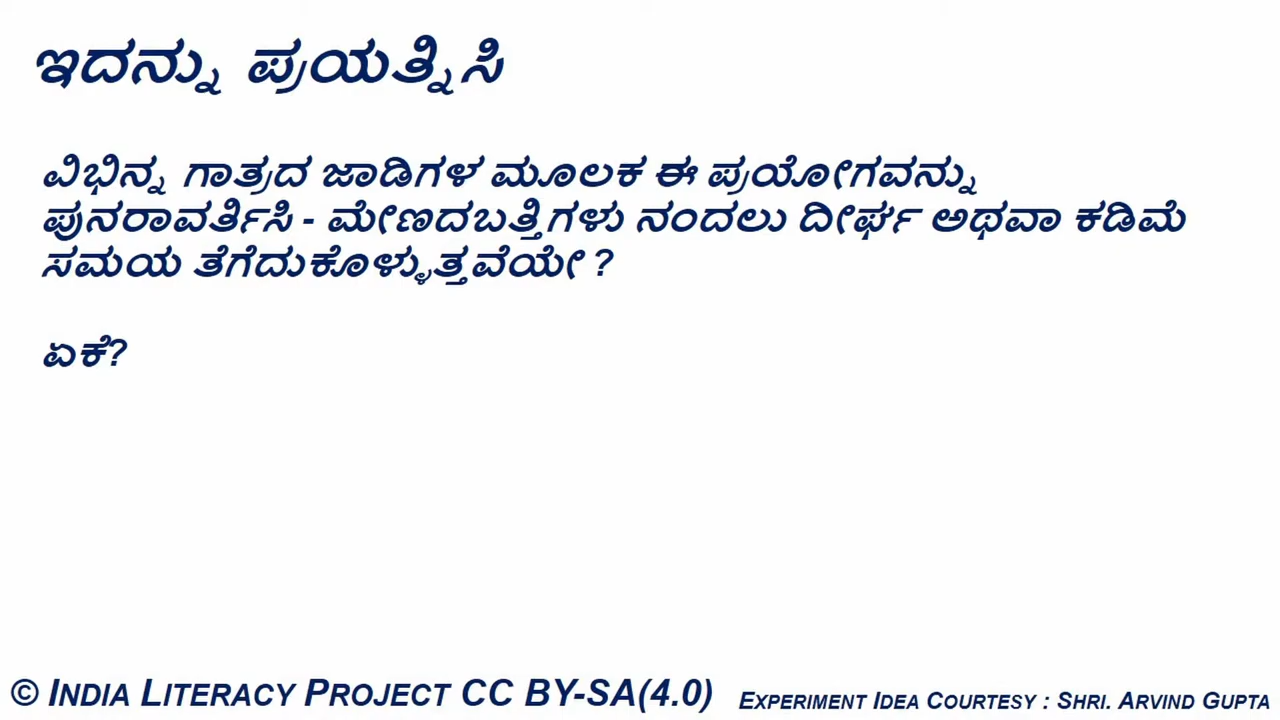 ಇದನ್ನು ಪ್ರಯತ್ನಿಸಿ
ವಿಭಿನ್ನ ಗಾತ್ರದ ಜಾಡಿಗಳ ಮೂಲಕ ಈ ಪ್ರಯೋಗವನ್ನು
ಪುನರಾವರ್ತಿಸಿ - ಮೇಣದಬತ್ತಿಗಳು ನಂದಲು ದೀರ್ಘ ಅಥವಾ ಕಡಿಮೆ
ಸಮಯ ತೆಗೆದುಕೊಳ್ಳುತ್ತವೆಯೇ ?
ಏಕೆ?
© INDIA LITERACY PROJECT CC BY-SA(4.0) EXPERIMENT IDEA COURTESY : SHRI. ARVIND GUPTA